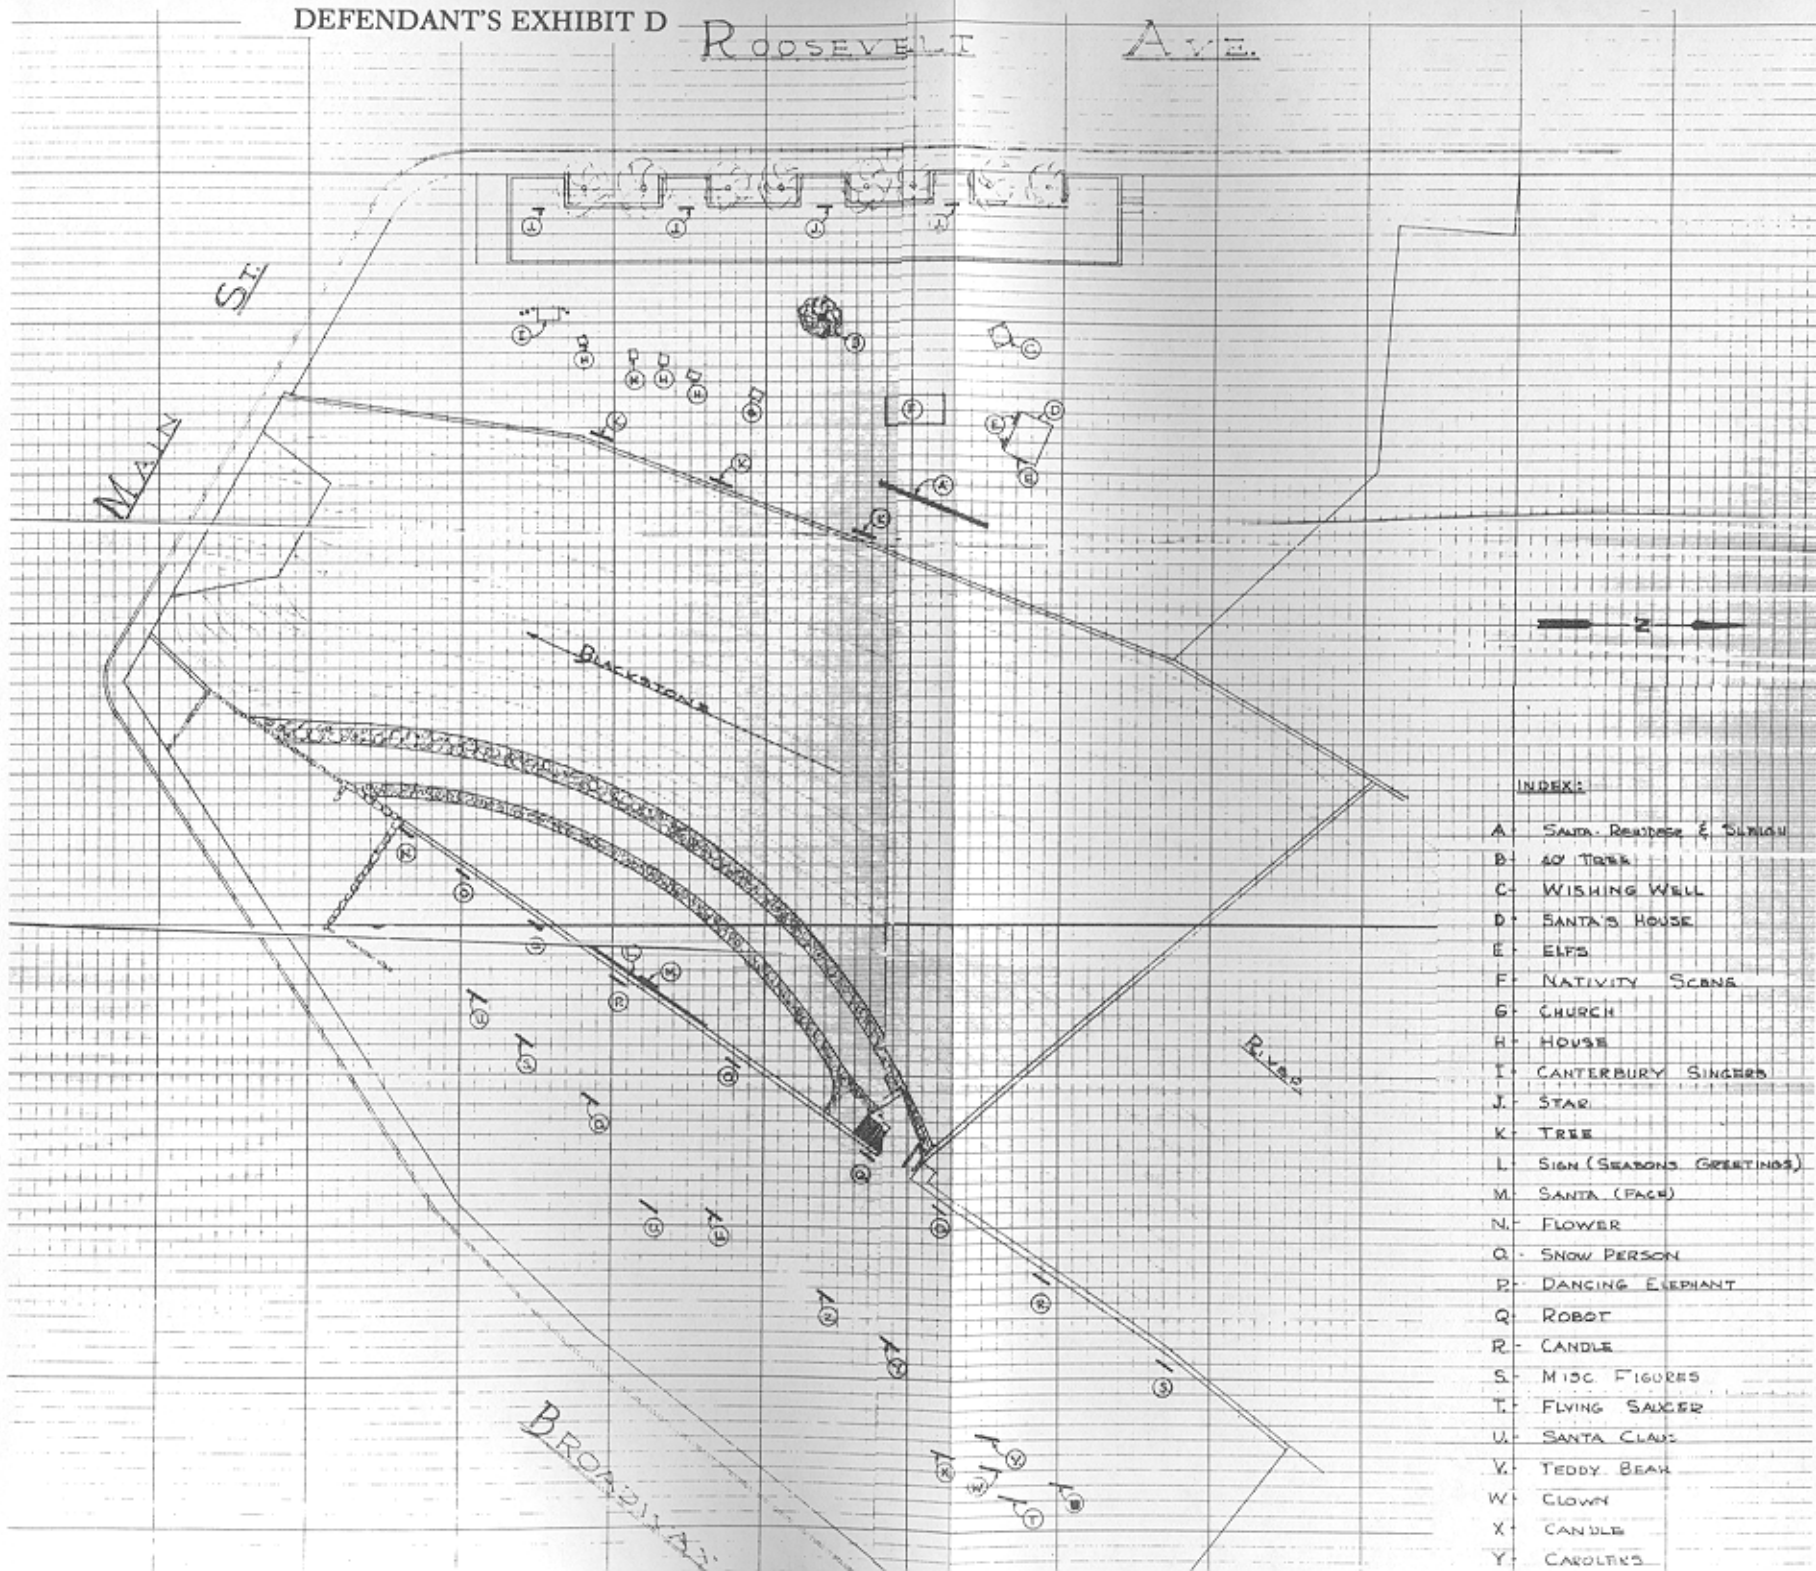 DEFENDANT'S EXHIBIT D
ROOSEVELT AVE.
J J J J
ST.
I
B
C
H
H H
H
F
D
E
K
MAIN
K
E
A
K
N
BLACKSTONE
INDEX:
A - SANTA - REINDEER & SLEIGH
B - 40' TREE
C - WISHING WELL
D - SANTA'S HOUSE
E - ELFS
F - NATIVITY SCENE
G - CHURCH
H - HOUSE
I - CANTERBURY SINGERS
J. - STAR
K - TREE
L - SIGN (SEASONS GREETINGS)
M. - SANTA (FACE)
N. - FLOWER
O. - SNOW PERSON
P. - DANCING ELEPHANT
Q - ROBOT
R - CANDLE
S. - MISC FIGURES
T. - FLYING SAUCER
U. - SANTA CLAUS
V. - TEDDY BEAR
W. - CLOWN
X - CANDLE
Y - CAROLERS
N
O
L
M
R
U
RIVER
R
S
BROADWAY
Y
X
W
T